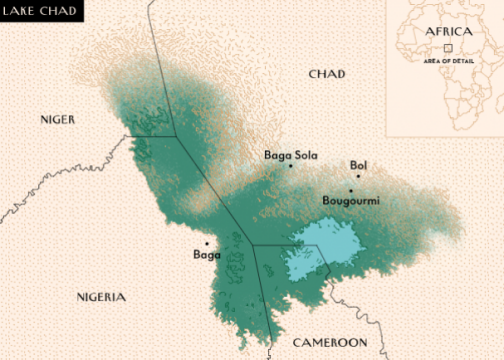 LAKE CHAD
AFRICA
AREA OF DETAIL
CHAD
NIGER
Baga Sola
Bol
Bougourmi
Baga
NIGERIA
CAMEROON